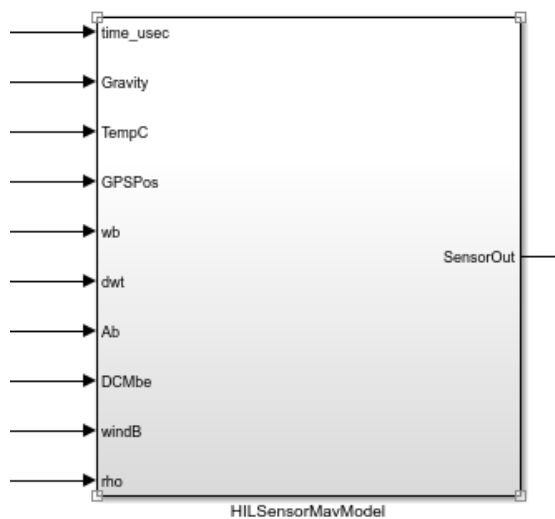 time_usec
Gravity
TempC
GPSPos
wb
SensorOut
dwt
Ab
DCMbe
windB
rho
HILSensorMavModel